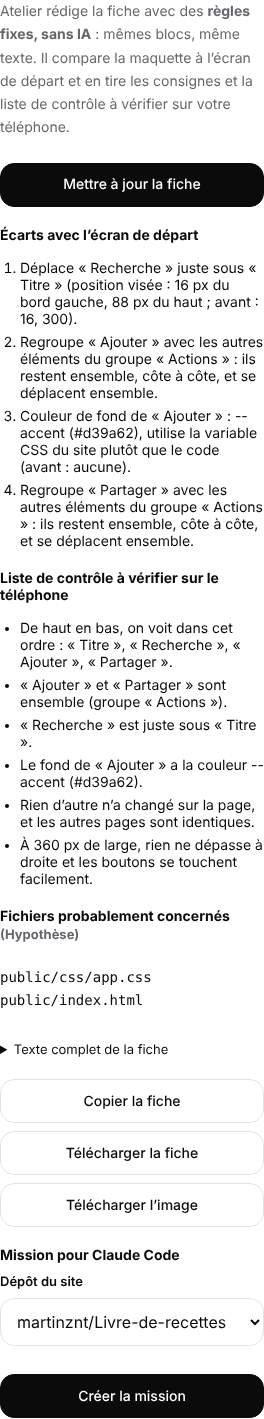 Atelier rédige la fiche avec des règles
fixes, sans IA : mêmes blocs, même
texte. Il compare la maquette à l’écran
de départ et en tire les consignes et la
liste de contrôle à vérifier sur votre
téléphone.
Mettre à jour la fiche
Écarts avec l’écran de départ
1. Déplace « Recherche » juste sous «
Titre » (position visée : 16 px du
bord gauche, 88 px du haut ; avant :
16, 300).
2. Regroupe « Ajouter » avec les autres
éléments du groupe « Actions » : ils
restent ensemble, côte à côte, et se
déplacent ensemble.
3. Couleur de fond de « Ajouter » : --
accent (#d39a62), utilise la variable
CSS du site plutôt que le code
(avant : aucune).
4. Regroupe « Partager » avec les
autres éléments du groupe « Actions
» : ils restent ensemble, côte à côte,
et se déplacent ensemble.
Liste de contrôle à vérifier sur le
téléphone
• De haut en bas, on voit dans cet
ordre : « Titre », « Recherche », «
Ajouter », « Partager ».
• « Ajouter » et « Partager » sont
ensemble (groupe « Actions »).
• « Recherche » est juste sous « Titre
».
• Le fond de « Ajouter » a la couleur --
accent (#d39a62).
• Rien d’autre n’a changé sur la page,
et les autres pages sont identiques.
• À 360 px de large, rien ne dépasse à
droite et les boutons se touchent
facilement.
Fichiers probablement concernés
(Hypothèse)
public/css/app.css
public/index.html
Texte complet de la fiche
Copier la fiche
Télécharger la fiche
Télécharger l’image
Mission pour Claude Code
Dépôt du site
martinznt/Livre-de-recettes
Créer la mission